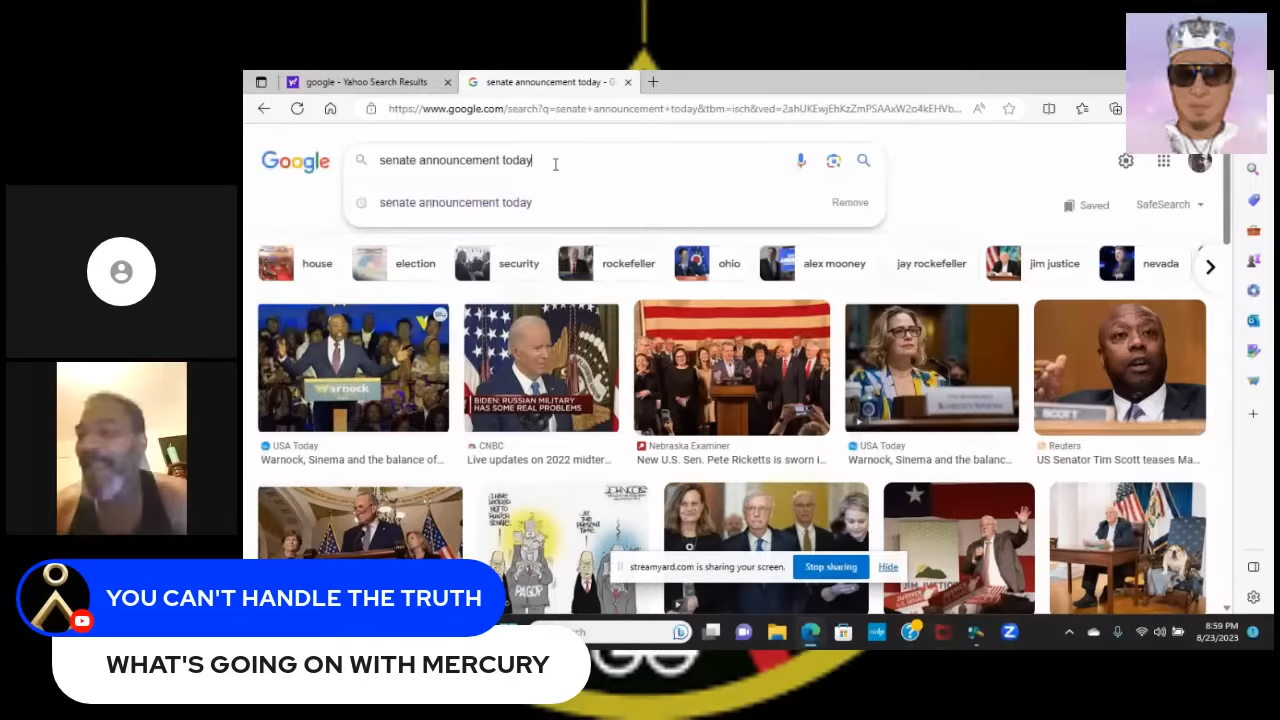 google - Yahoo Search Results
senate announcement today - G
https://www.google.com/search?q=senate+announcement+today&tbm=isch&ved=2ahUKEwjEhKzZmPSAAxW2o4kEHVb...
Google
senate announcement today
senate announcement today
Remove
Saved
SafeSearch
house
election
security
rockefeller
ohio
alex mooney
jay rockefeller
jim justice
nevada
Warnock
BIDEN: RUSSIAN MILITARY
HAS SOME REAL PROBLEMS
SCOTT
USA Today
Warnock, Sinema and the balance of...
CNBC
Live updates on 2022 midter...
Nebraska Examiner
New U.S. Sen. Pete Ricketts is sworn i...
USA Today
Warnock, Sinema and the balanc...
Reuters
US Senator Tim Scott teases Ma...
PAGOP
JIM JUSTICE
streamyard.com is sharing your screen.
Stop sharing
Hide
8:59 PM
8/23/2023
YOU CAN'T HANDLE THE TRUTH
WHAT'S GOING ON WITH MERCURY